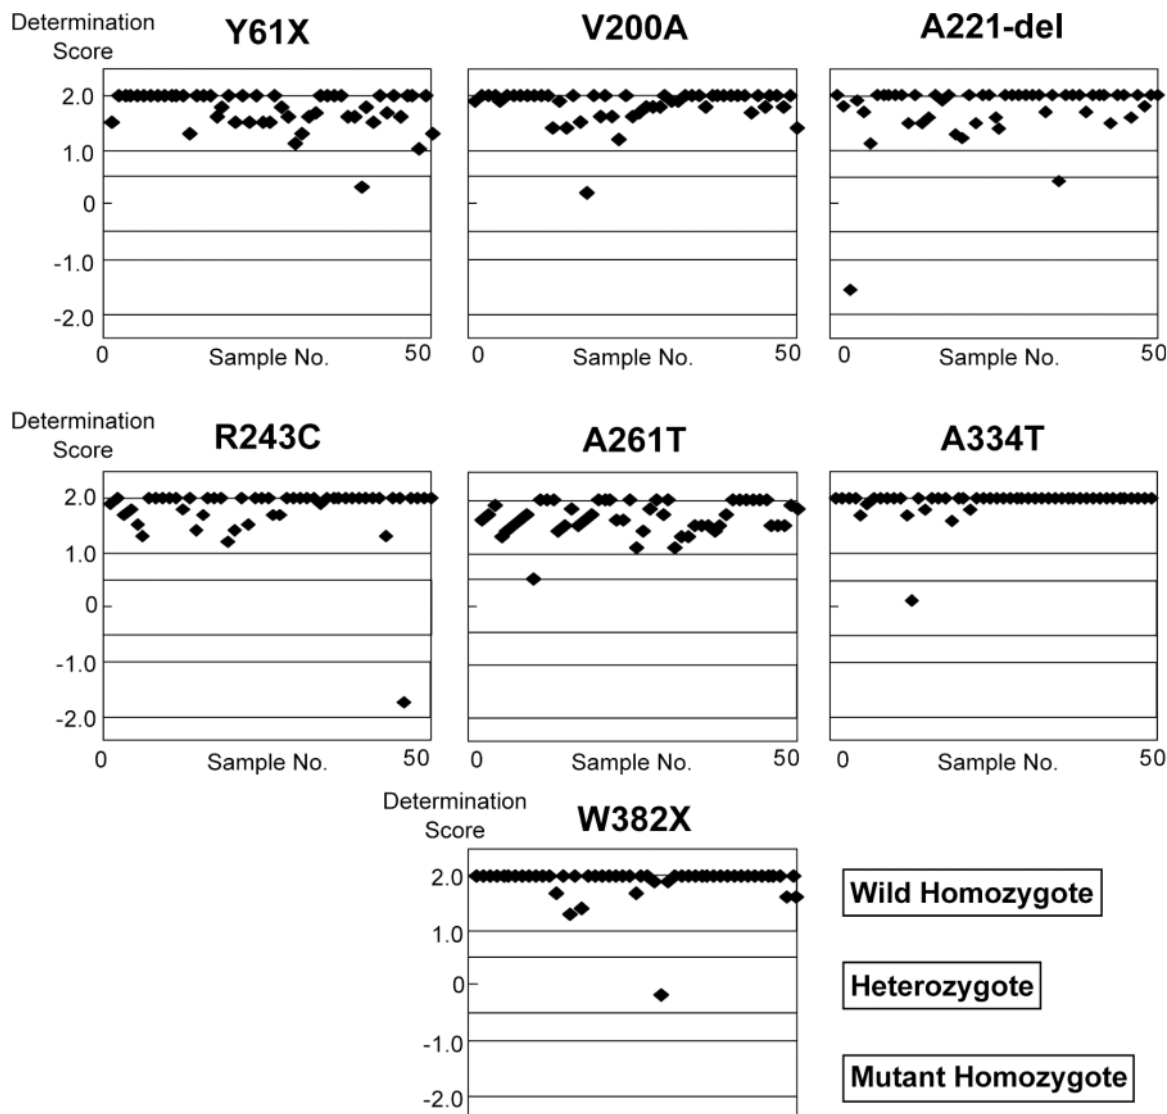 Determination
Score
Y61X
V200A
A221-del
2.0
1.0
0
-1.0
-2.0
0
Sample No.
50
0
Sample No.
50
0
Sample No.
50
Determination
Score
R243C
A261T
A334T
2.0
1.0
0
-1.0
-2.0
0
Sample No.
50
0
Sample No.
50
0
Sample No.
50
Determination
Score
W382X
2.0
1.0
0
-1.0
-2.0
Wild Homozygote
Heterozygote
Mutant Homozygote